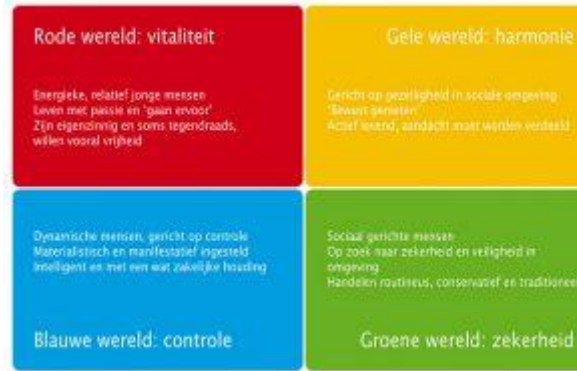 Rode wereld: vitaliteit
Energieke, relatief jonge mensen
Leven met passie en 'gaan ervoor'
Zijn eigenzinnig en soms tegendraads,
willen vooral vrijheid
Gele wereld: harmonie
Gericht op gezelligheid in sociale omgeving
'Bewust genieten'
Actief levend, aandacht moet worden verdeeld
Dynamische mensen, gericht op controle
Materialistisch en manifestatief ingesteld
Intelligent en met een wat zakelijke houding
Blauwe wereld: controle
Sociaal gerichte mensen
Op zoek naar zekerheid en veiligheid in
omgeving
Handelen routineus, conservatief en traditionee
Groene wereld: zekerheid